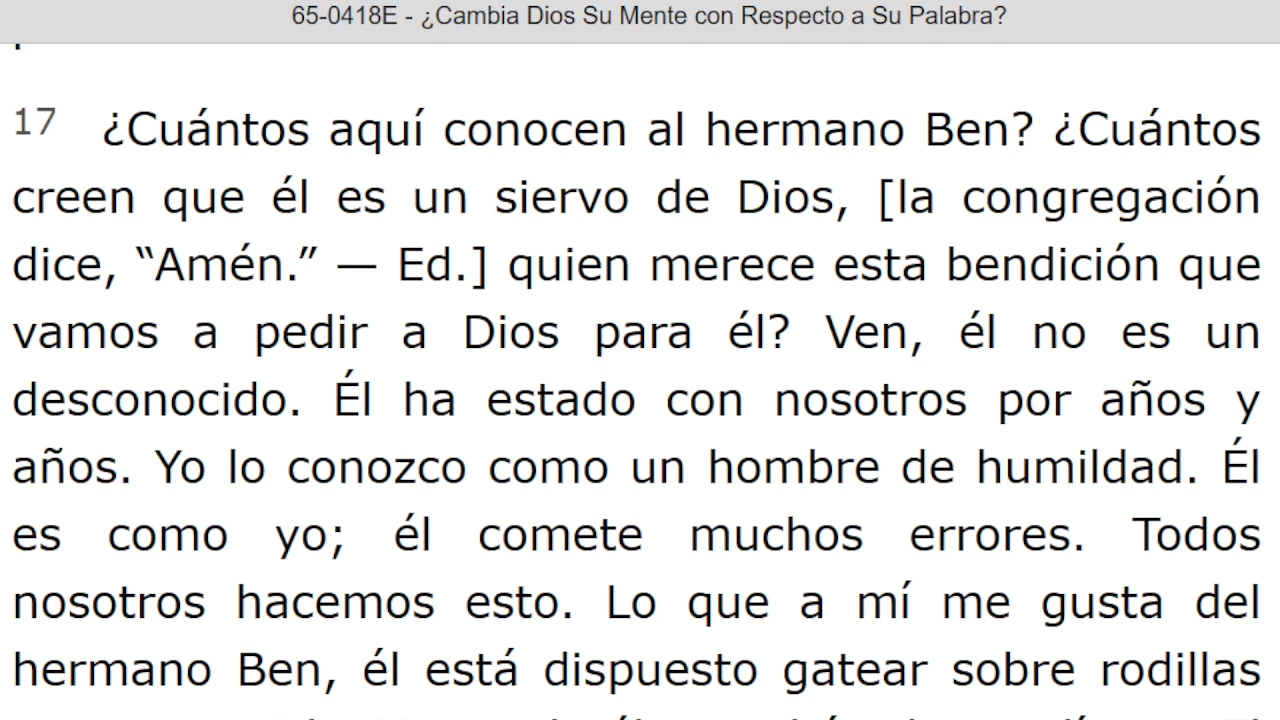 65-0418E - ¿Cambia Dios Su Mente con Respecto a Su Palabra?
17 ¿Cuántos aquí conocen al hermano Ben? ¿Cuántos
creen que él es un siervo de Dios, [la congregación
dice, “Amén.” — Ed.] quien merece esta bendición que
vamos a pedir a Dios para él? Ven, él no es un
desconocido. Él ha estado con nosotros por años y
años. Yo lo conozco como un hombre de humildad. Él
es como yo; él comete muchos errores. Todos
nosotros hacemos esto. Lo que a mí me gusta del
hermano Ben, él está dispuesto gatear sobre rodillas